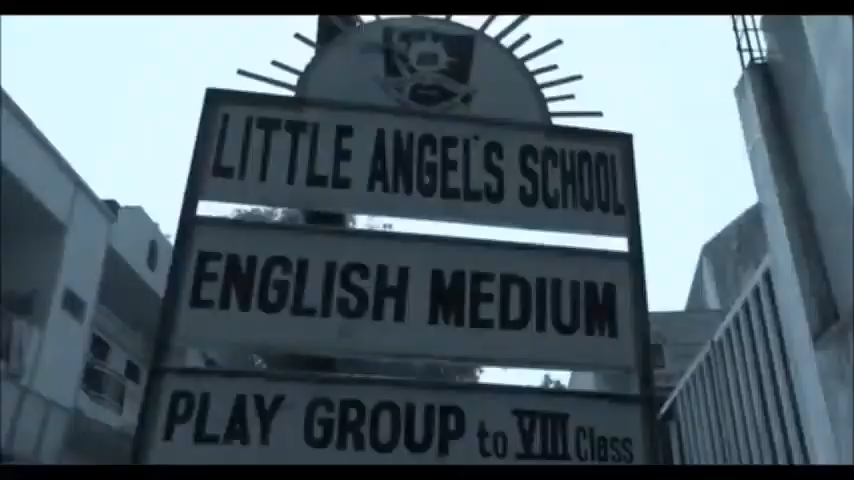 LITTLE ANGEL'S SCHOOL
ENGLISH MEDIUM
PLAY GROUP to VIII Class